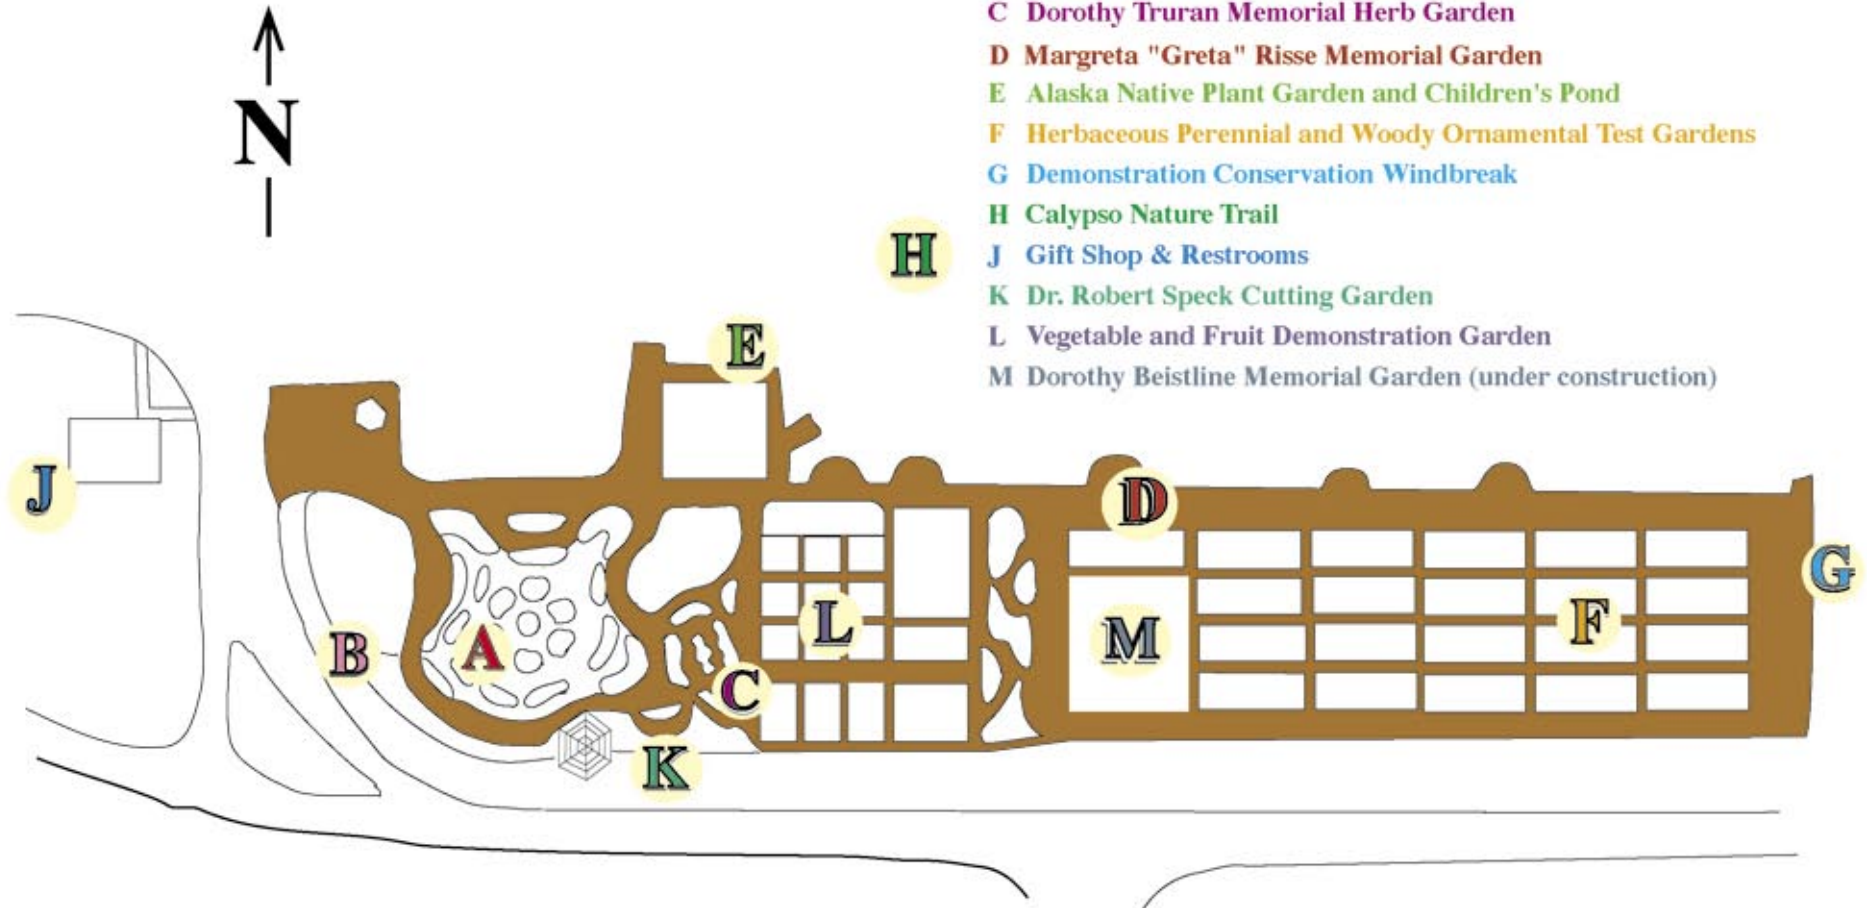 C Dorothy Truran Memorial Herb Garden
D Margreta "Greta" Risse Memorial Garden
E Alaska Native Plant Garden and Children's Pond
F Herbaceous Perennial and Woody Ornamental Test Gardens
G Demonstration Conservation Windbreak
H Calypso Nature Trail
J Gift Shop & Restrooms
K Dr. Robert Speck Cutting Garden
L Vegetable and Fruit Demonstration Garden
M Dorothy Beistline Memorial Garden (under construction)
N
H
E
J
D
G
B
A
L
M
F
C
K